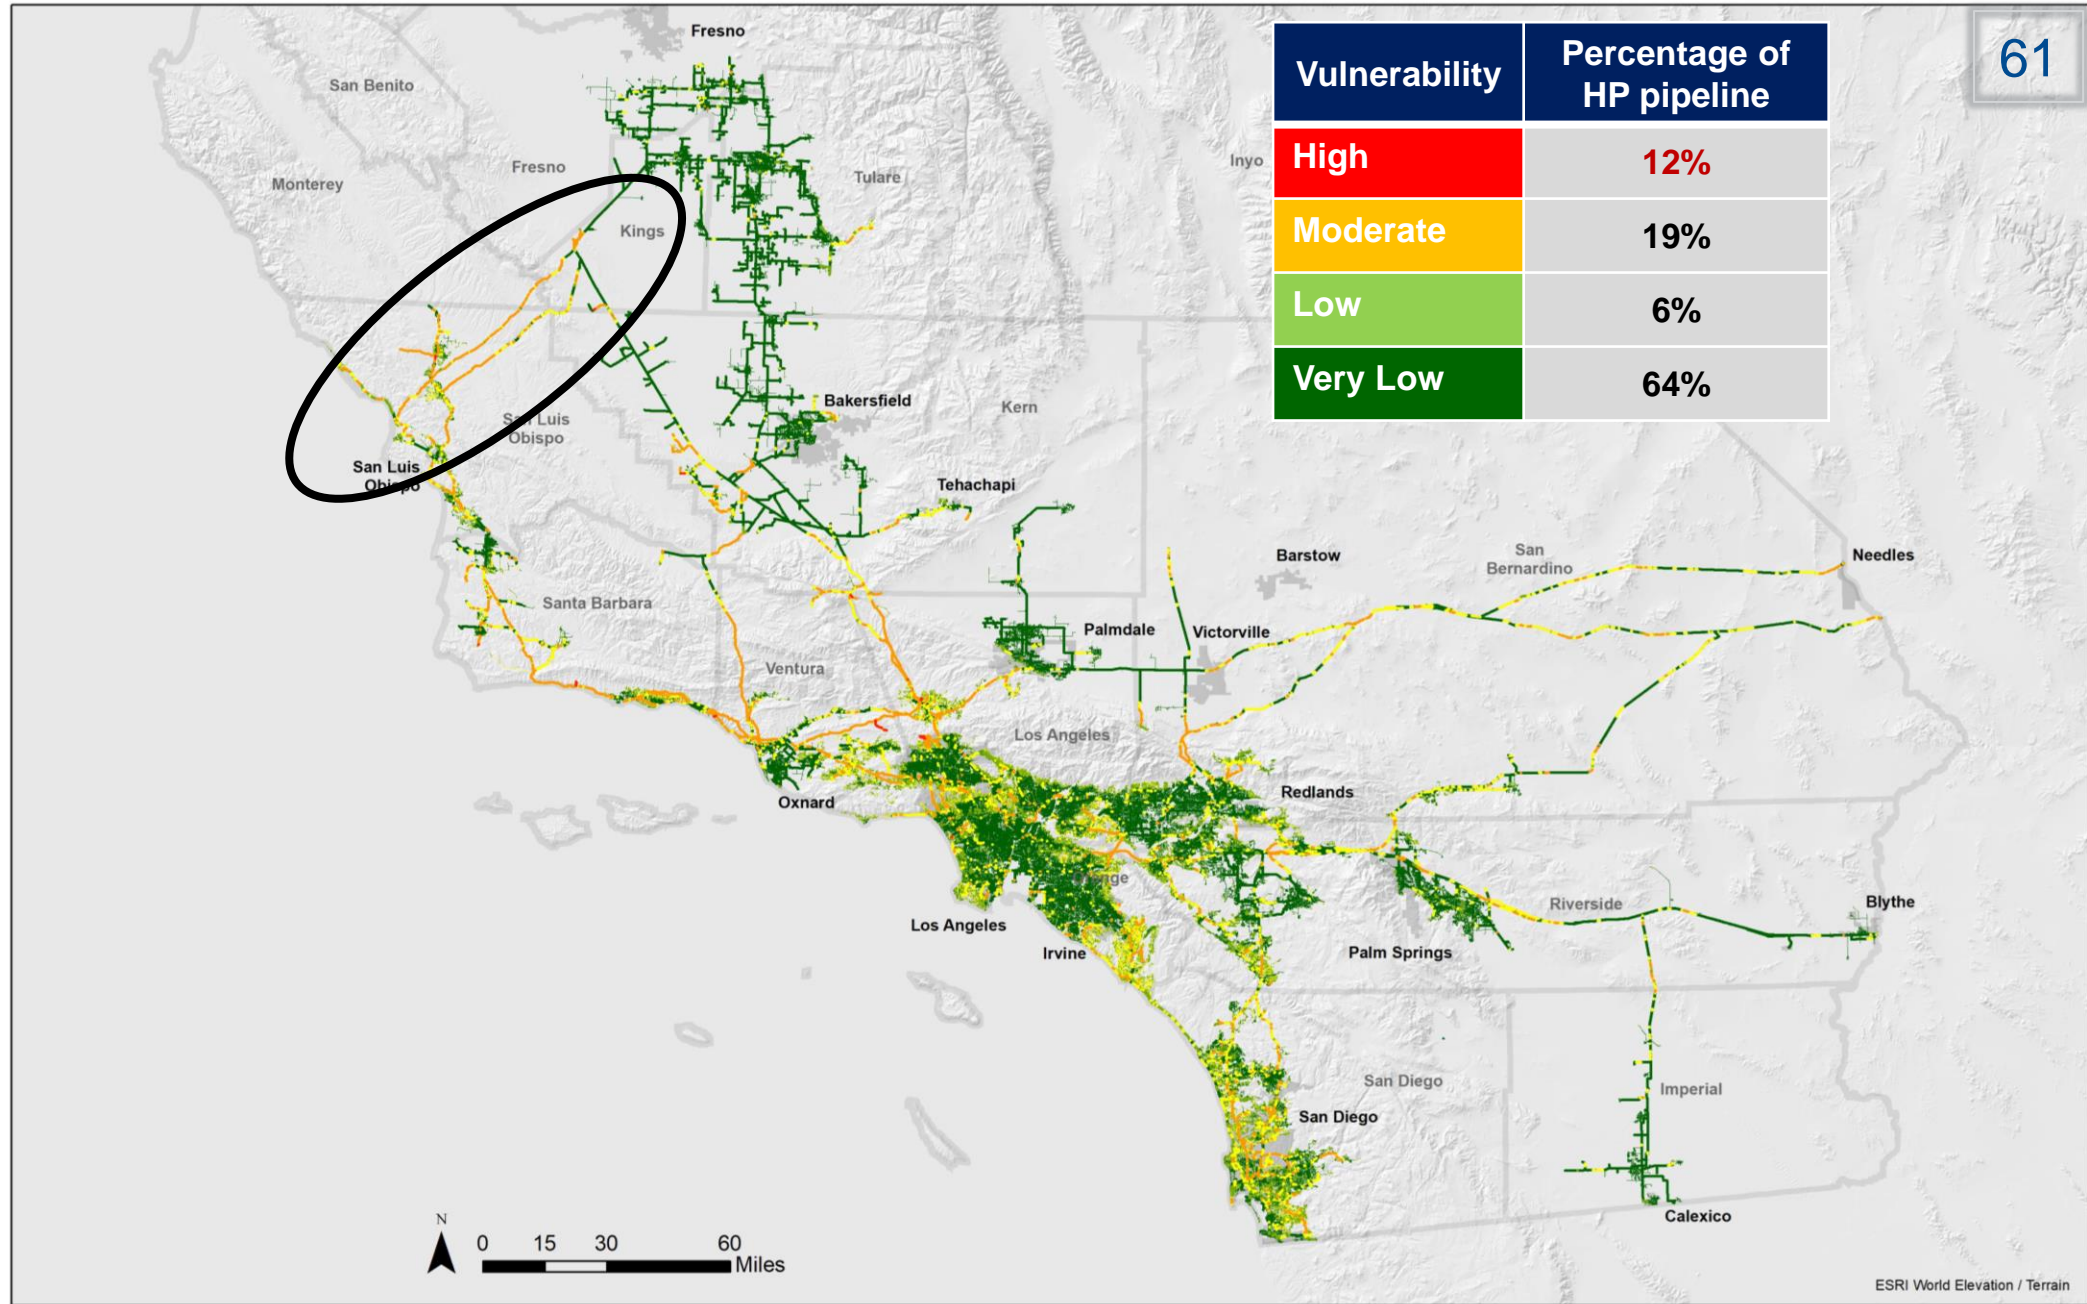 61
Vulnerability
Percentage of
HP pipeline
High
12%
Moderate
19%
Low
6%
Very Low
64%
Fresno
San Benito
Fresno
Monterey
Tulare
Inyo
Kings
Bakersfield
Kern
San Luis
Obispo
San Luis
Obispo
Tehachapi
Barstow
San
Bernardino
Needles
Santa Barbara
Palmdale
Victorville
Ventura
Los Angeles
Oxnard
Redlands
Orange
Los Angeles
Irvine
Palm Springs
Riverside
Blythe
San Diego
San Diego
Imperial
Calexico
N
0 15 30 60
Miles
ESRI World Elevation / Terrain